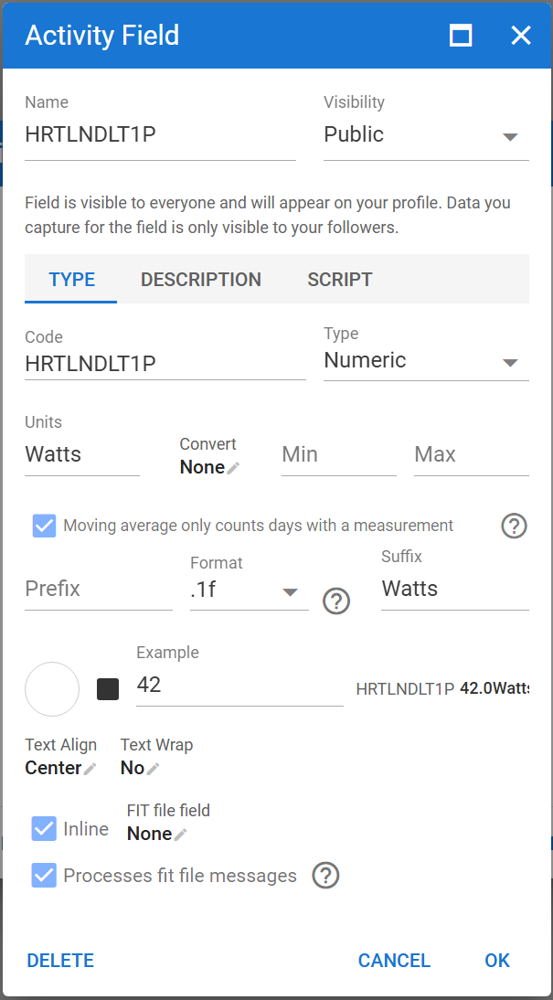 Activity Field
Name
Visibility
HRTLNDLT1P
Public
Field is visible to everyone and will appear on your profile. Data you
capture for the field is only visible to your followers.
TYPE DESCRIPTION SCRIPT
Code
Type
HRTLNDLT1P
Numeric
Units
Watts
Convert
None
Min
Max
Moving average only counts days with a measurement
?
Prefix
Format
.1f
?
Suffix
Watts
Example
42
HRTLNDLT1P 42.0Watts
Text Align
Center
Text Wrap
No
Inline
FIT file field
None
Processes fit file messages
?
DELETE CANCEL OK